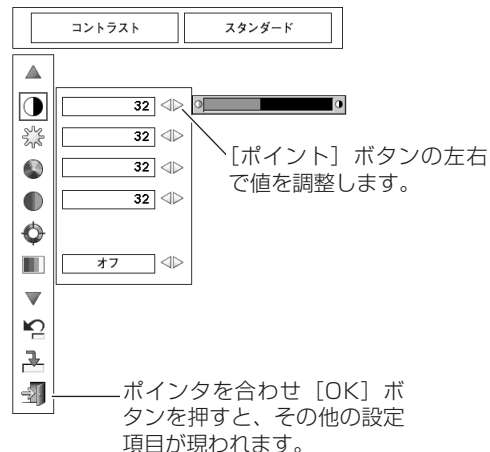 コントラスト スタンダード
32
32
32
32
オフ
[ポイント] ボタンの左右
で値を調整します。
ポインタを合わせ [OK] ボ
タンを押すと、その他の設定
項目が現われます。